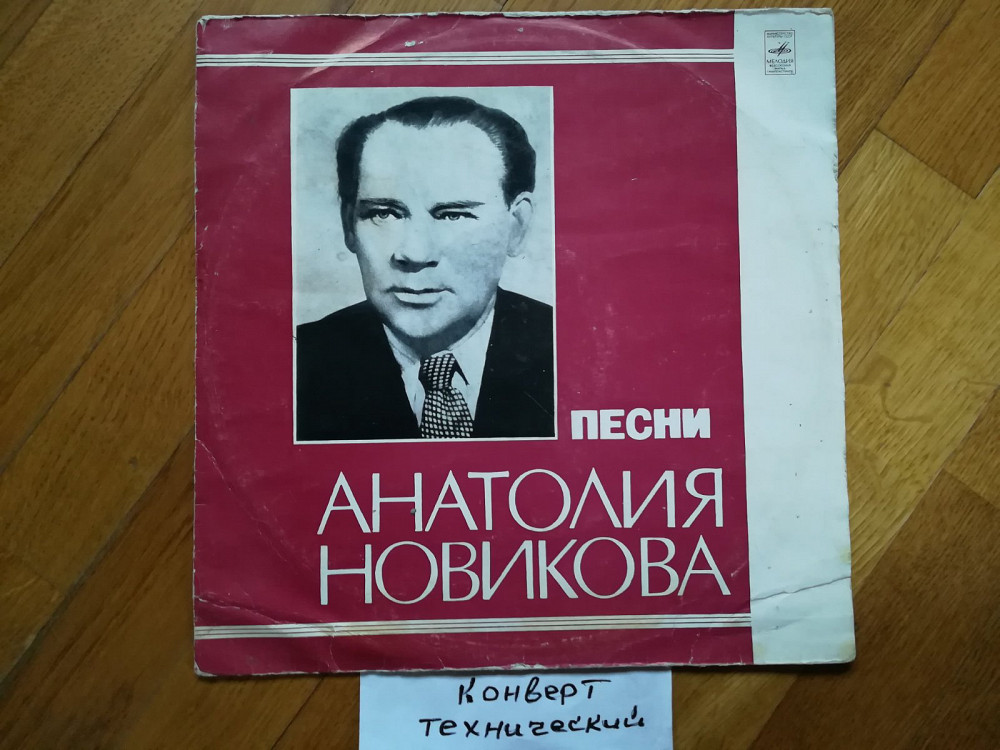 МЕЛОДИЯ
ПЕСНИ
АНАТОЛИЯ
НОВИКОВА
Конверт
технический